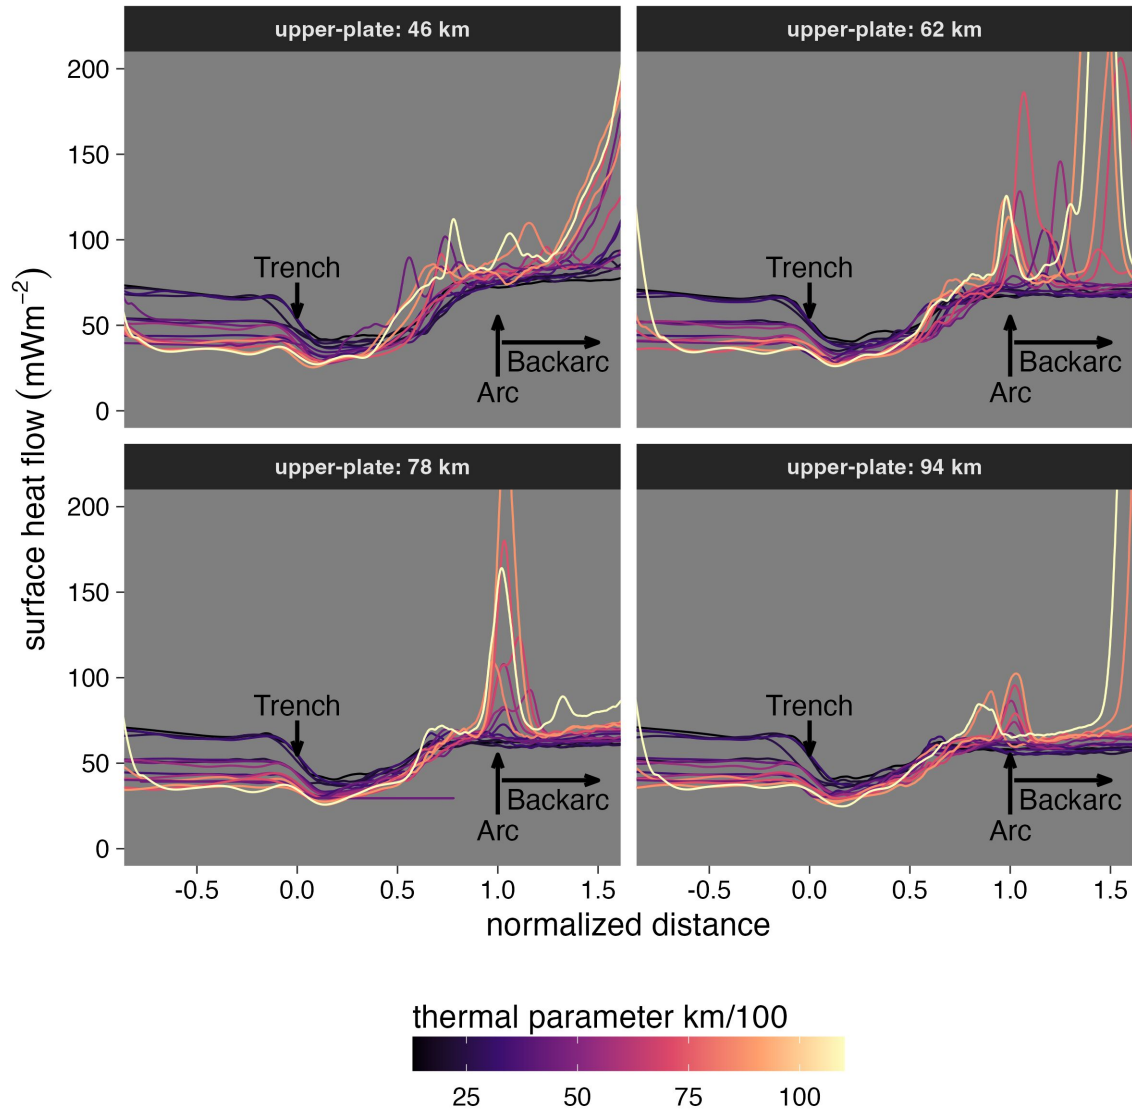 upper-plate: 46 km
upper-plate: 62 km
200
150
100
50
0
Trench
Backarc
Arc
Trench
Backarc
Arc
surface heat flow (mWm⁻²)
upper-plate: 78 km
upper-plate: 94 km
200
150
100
50
0
Trench
Backarc
Arc
Trench
Backarc
Arc
-0.5 0.0 0.5 1.0 1.5
-0.5 0.0 0.5 1.0 1.5
normalized distance
thermal parameter km/100
25 50 75 100